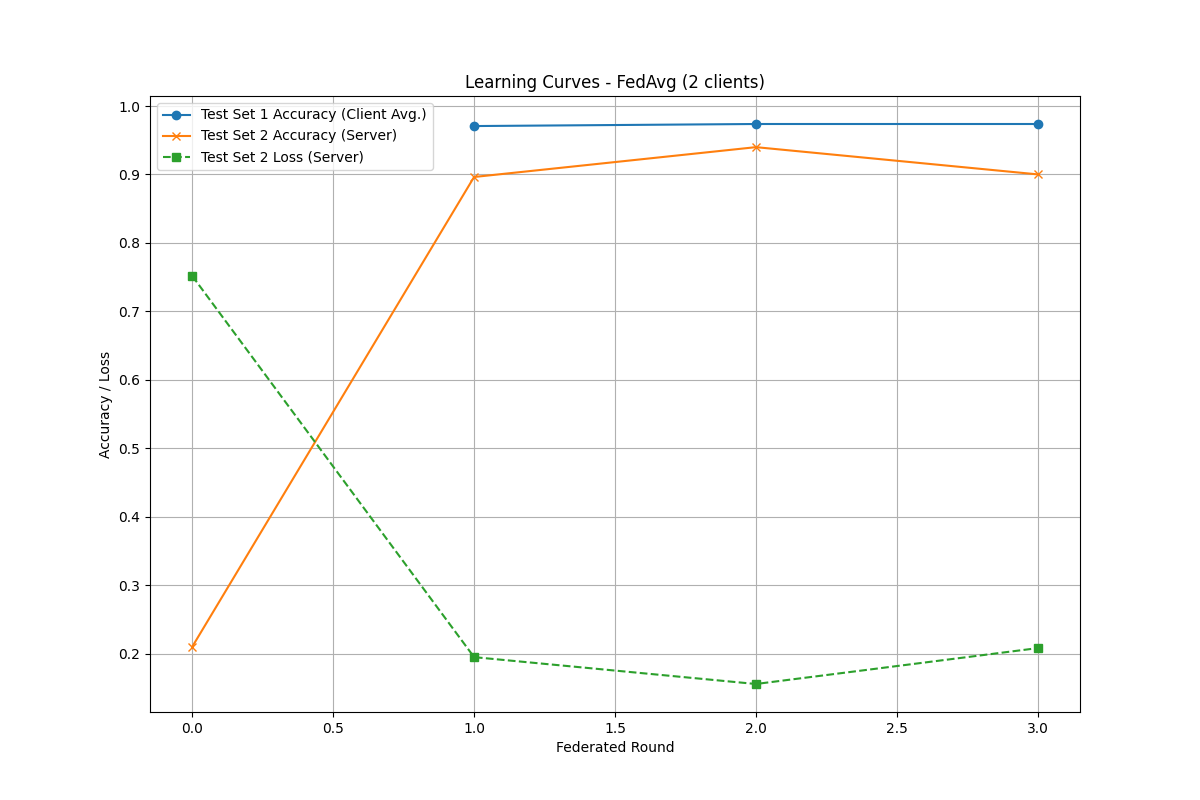 Learning Curves - FedAvg (2 clients)
Test Set 1 Accuracy (Client Avg.)
Test Set 2 Accuracy (Server)
Test Set 2 Loss (Server)
Accuracy / Loss
1.0
0.9
0.8
0.7
0.6
0.5
0.4
0.3
0.2
0.0 0.5 1.0 1.5 2.0 2.5 3.0
Federated Round